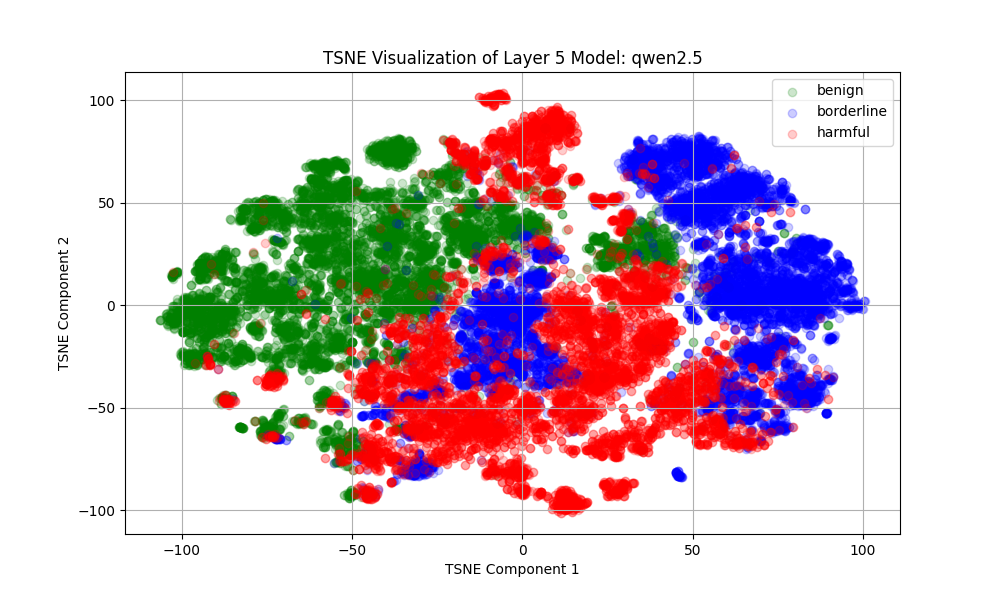 TSNE Visualization of Layer 5 Model: qwen2.5
benign
borderline
harmful
100
50
0
−50
−100
TSNE Component 2
−100
−50
0
50
100
TSNE Component 1